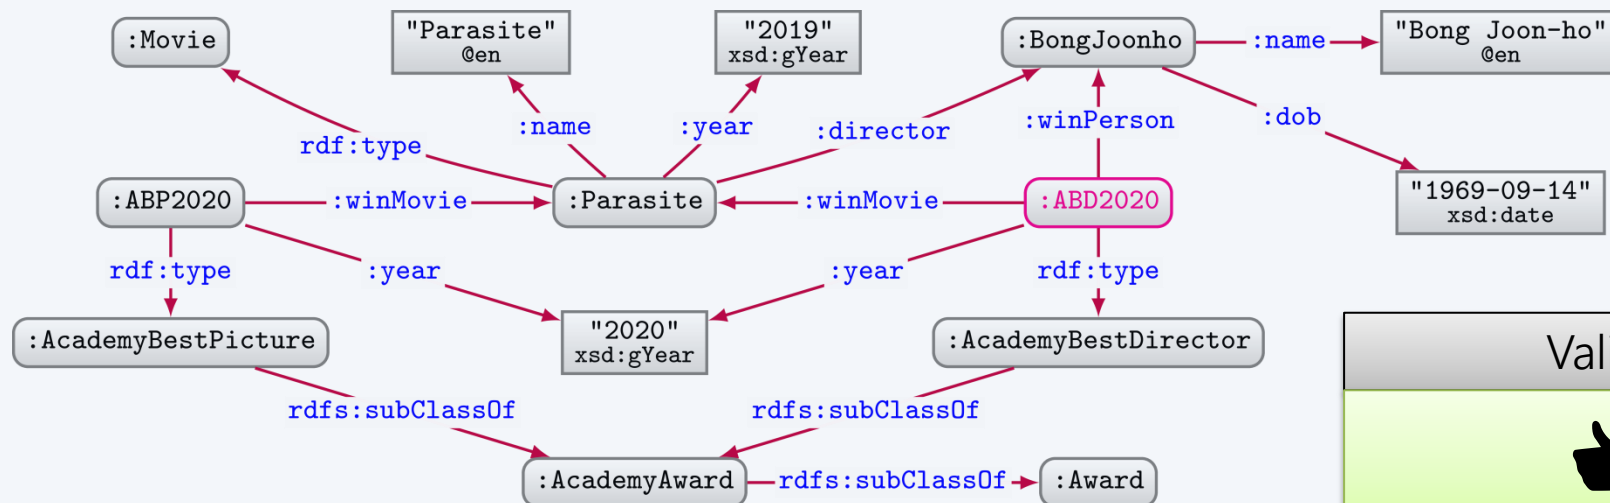 :Movie
"Parasite"
@en
"2019"
xsd:gYear
:BongJoonho
:name
"Bong Joon-ho"
@en
:name
:year
:director
:winPerson
:dob
rdf:type
:ABP2020
:winMovie
:Parasite
:winMovie
:ABD2020
"1969-09-14"
xsd:date
rdf:type
:year
:year
rdf:type
:AcademyBestPicture
"2020"
xsd:gYear
:AcademyBestDirector
rdfs:subClassOf
rdfs:subClassOf
:AcademyAward
rdfs:subClassOf
:Award